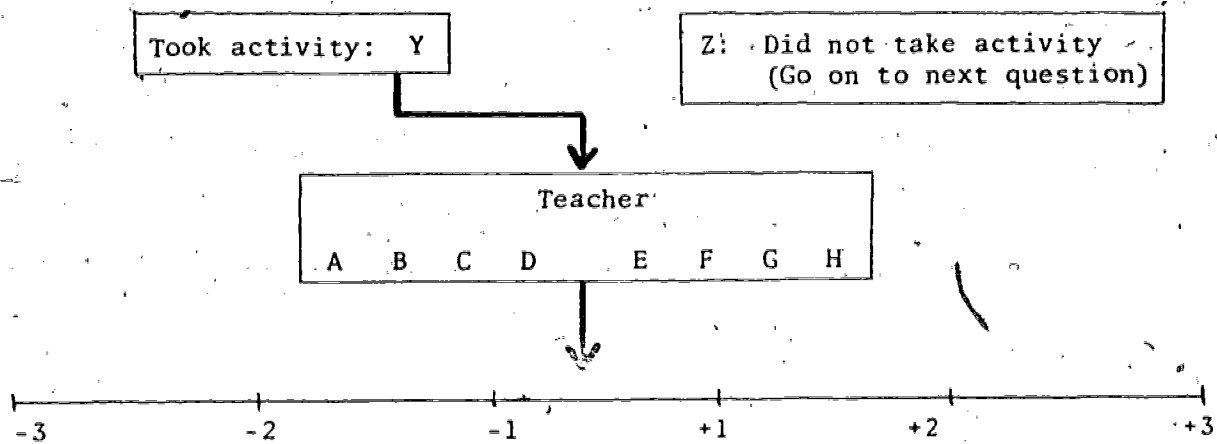 Took activity: Y
Z: Did not take activity
(Go on to next question)
Teacher
A B C D E F G H
-3 -2 -1 +1 +2 +3